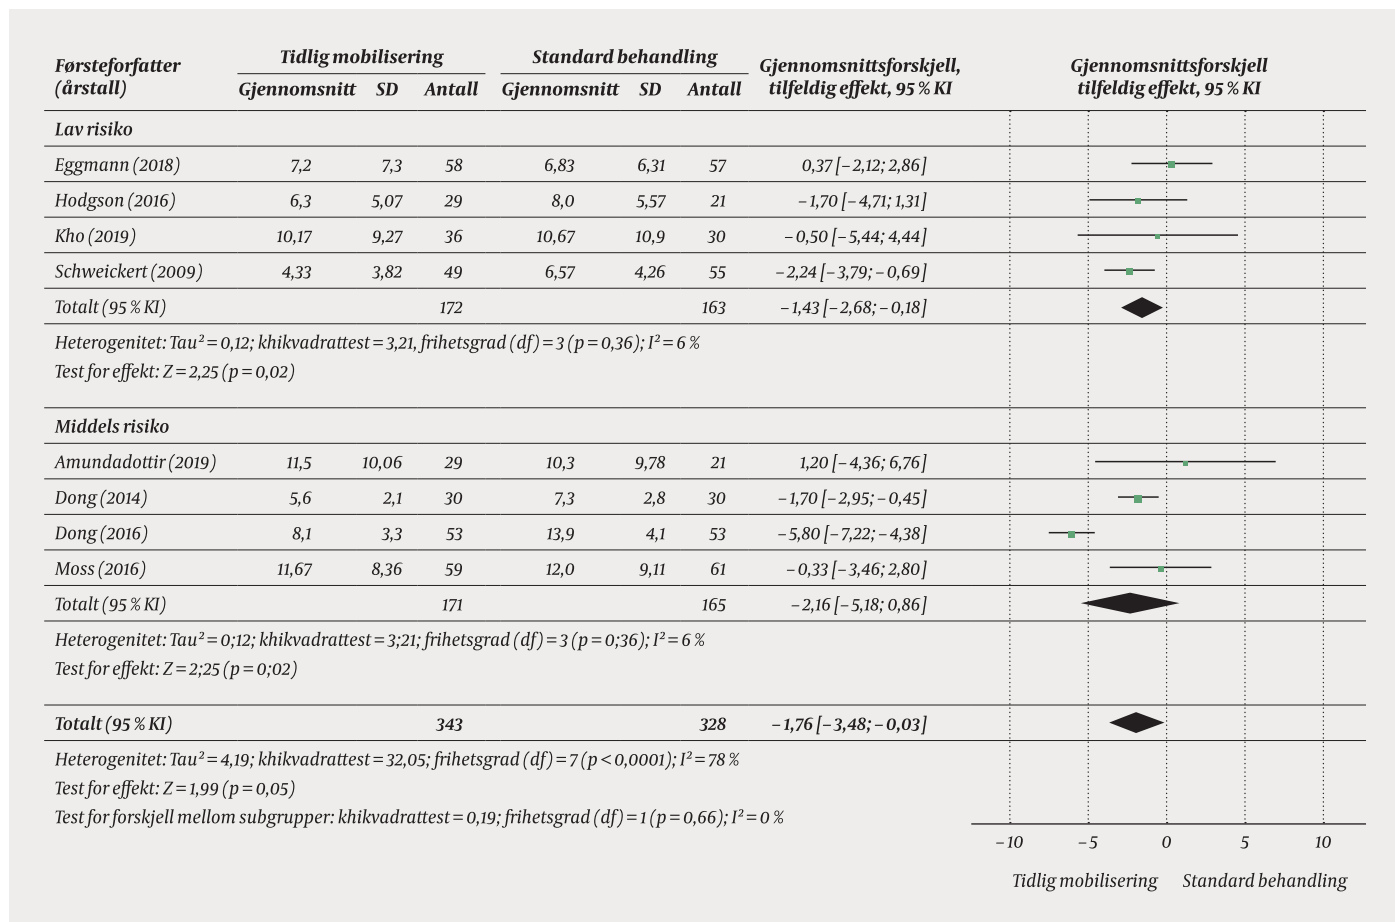 Førsteforfatter (årstall) Tidlig mobilisering Standard behandling Gjennomsnittsforskjell, tilfeldig effekt, 95 % KI Gjennomsnittsforskjell tilfeldig effekt, 95 % KI
Gjennomsnitt SD Antall Gjennomsnitt SD Antall
Lav risiko
Eggmann (2018) 7,2 7,3 58 6,83 6,31 57 0,37 [–2,12; 2,86]
Hodgson (2016) 6,3 5,07 29 8,0 5,57 21 –1,70 [–4,71; 1,31]
Kho (2019) 10,17 9,27 36 10,67 10,9 30 –0,50 [–5,44; 4,44]
Schweickert (2009) 4,33 3,82 49 6,57 4,26 55 –2,24 [–3,79; –0,69]
Totalt (95 % KI) 172 163 –1,43 [–2,68; –0,18]
Heterogenitet: Tau² = 0,12; khikvadrattest = 3,21, frihetsgrad (df) = 3 (p = 0,36); I² = 6 %
Test for effekt: Z = 2,25 (p = 0,02)
Middels risiko
Amundadottir (2019) 11,5 10,06 29 10,3 9,78 21 1,20 [–4,36; 6,76]
Dong (2014) 5,6 2,1 30 7,3 2,8 30 –1,70 [–2,95; –0,45]
Dong (2016) 8,1 3,3 53 13,9 4,1 53 –5,80 [–7,22; –4,38]
Moss (2016) 11,67 8,36 59 12,0 9,11 61 –0,33 [–3,46; 2,80]
Totalt (95 % KI) 171 165 –2,16 [–5,18; 0,86]
Heterogenitet: Tau² = 0;12; khikvadrattest = 3;21; frihetsgrad (df) = 3 (p = 0;36); I² = 6 %
Test for effekt: Z = 2;25 (p = 0;02)
Totalt (95 % KI) 343 328 –1,76 [–3,48; –0,03]
Heterogenitet: Tau² = 4,19; khikvadrattest = 32,05; frihetsgrad (df) = 7 (p < 0,0001); I² = 78 %
Test for effekt: Z = 1,99 (p = 0,05)
Test for forskjell mellom subgrupper: khikvadrattest = 0,19; frihetsgrad (df) = 1 (p = 0,66); I² = 0 %
–10 –5 0 5 10
Tidlig mobilisering Standard behandling